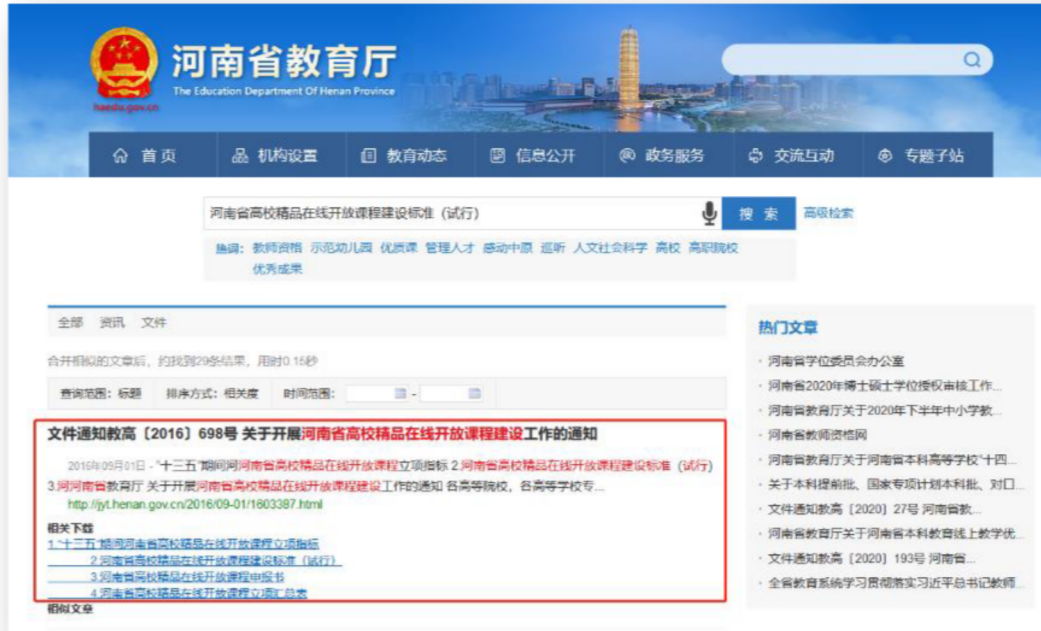 河南省教育厅
The Education Department Of Henan Province
haedu.gov.cn
首页 机构设置 教育动态 信息公开 政务服务 交流互动 专题子站
河南省高校精品在线开放课程建设标准（试行） 搜索 高级检索
热词：教师资格 示范幼儿园 优质课 管理人才 感动中原 巡听 人文社会科学 高校 高职院校
优秀成果
全部 资讯 文件
合并相似的文章后，约找到29条结果，用时0.15秒
查询范围：标题 排序方式：相关度 时间范围： -
文件通知教高〔2016〕698号 关于开展河南省高校精品在线开放课程建设工作的通知
2016年09月01日 - "十三五"期间河河南省高校精品在线开放课程立项指标 2.河南省高校精品在线开放课程建设标准（试行）
3.河河南省教育厅 关于开展河南省高校精品在线开放课程建设工作的通知 各高等院校，各高等学校专...
http://jyt.henan.gov.cn/2016/09-01/1603387.html
相关下载
1."十三五"期间河南省高校精品在线开放课程立项指标
2.河南省高校精品在线开放课程建设标准（试行）
3.河南省高校精品在线开放课程申报书
4.河南省高校精品在线开放课程立项汇总表
相似文章
热门文章
· 河南省学位委员会办公室
· 河南省2020年博士硕士学位授权审核工作...
· 河南省教育厅关于2020年下半年中小学教...
· 河南省教师资格网
· 河南省教育厅关于河南省本科高等学校"十四...
· 关于本科提前批、国家专项计划本科批、对口...
· 文件通知教高〔2020〕27号 河南省教...
· 河南省教育厅关于河南省本科教育线上教学优...
· 文件通知教高〔2020〕193号 河南省...
· 全省教育系统学习贯彻落实习近平总书记教师...